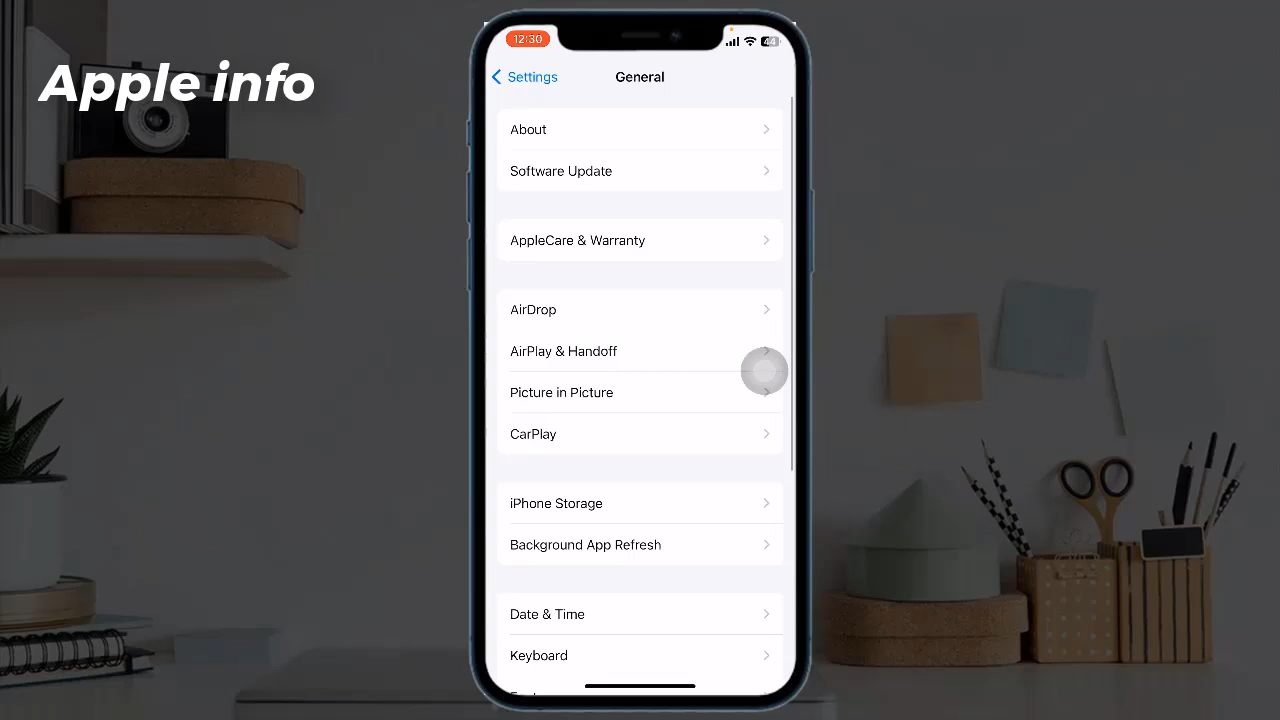 Apple info
12:30
44
Settings
General
About
Software Update
AppleCare & Warranty
AirDrop
AirPlay & Handoff
Picture in Picture
CarPlay
iPhone Storage
Background App Refresh
Date & Time
Keyboard